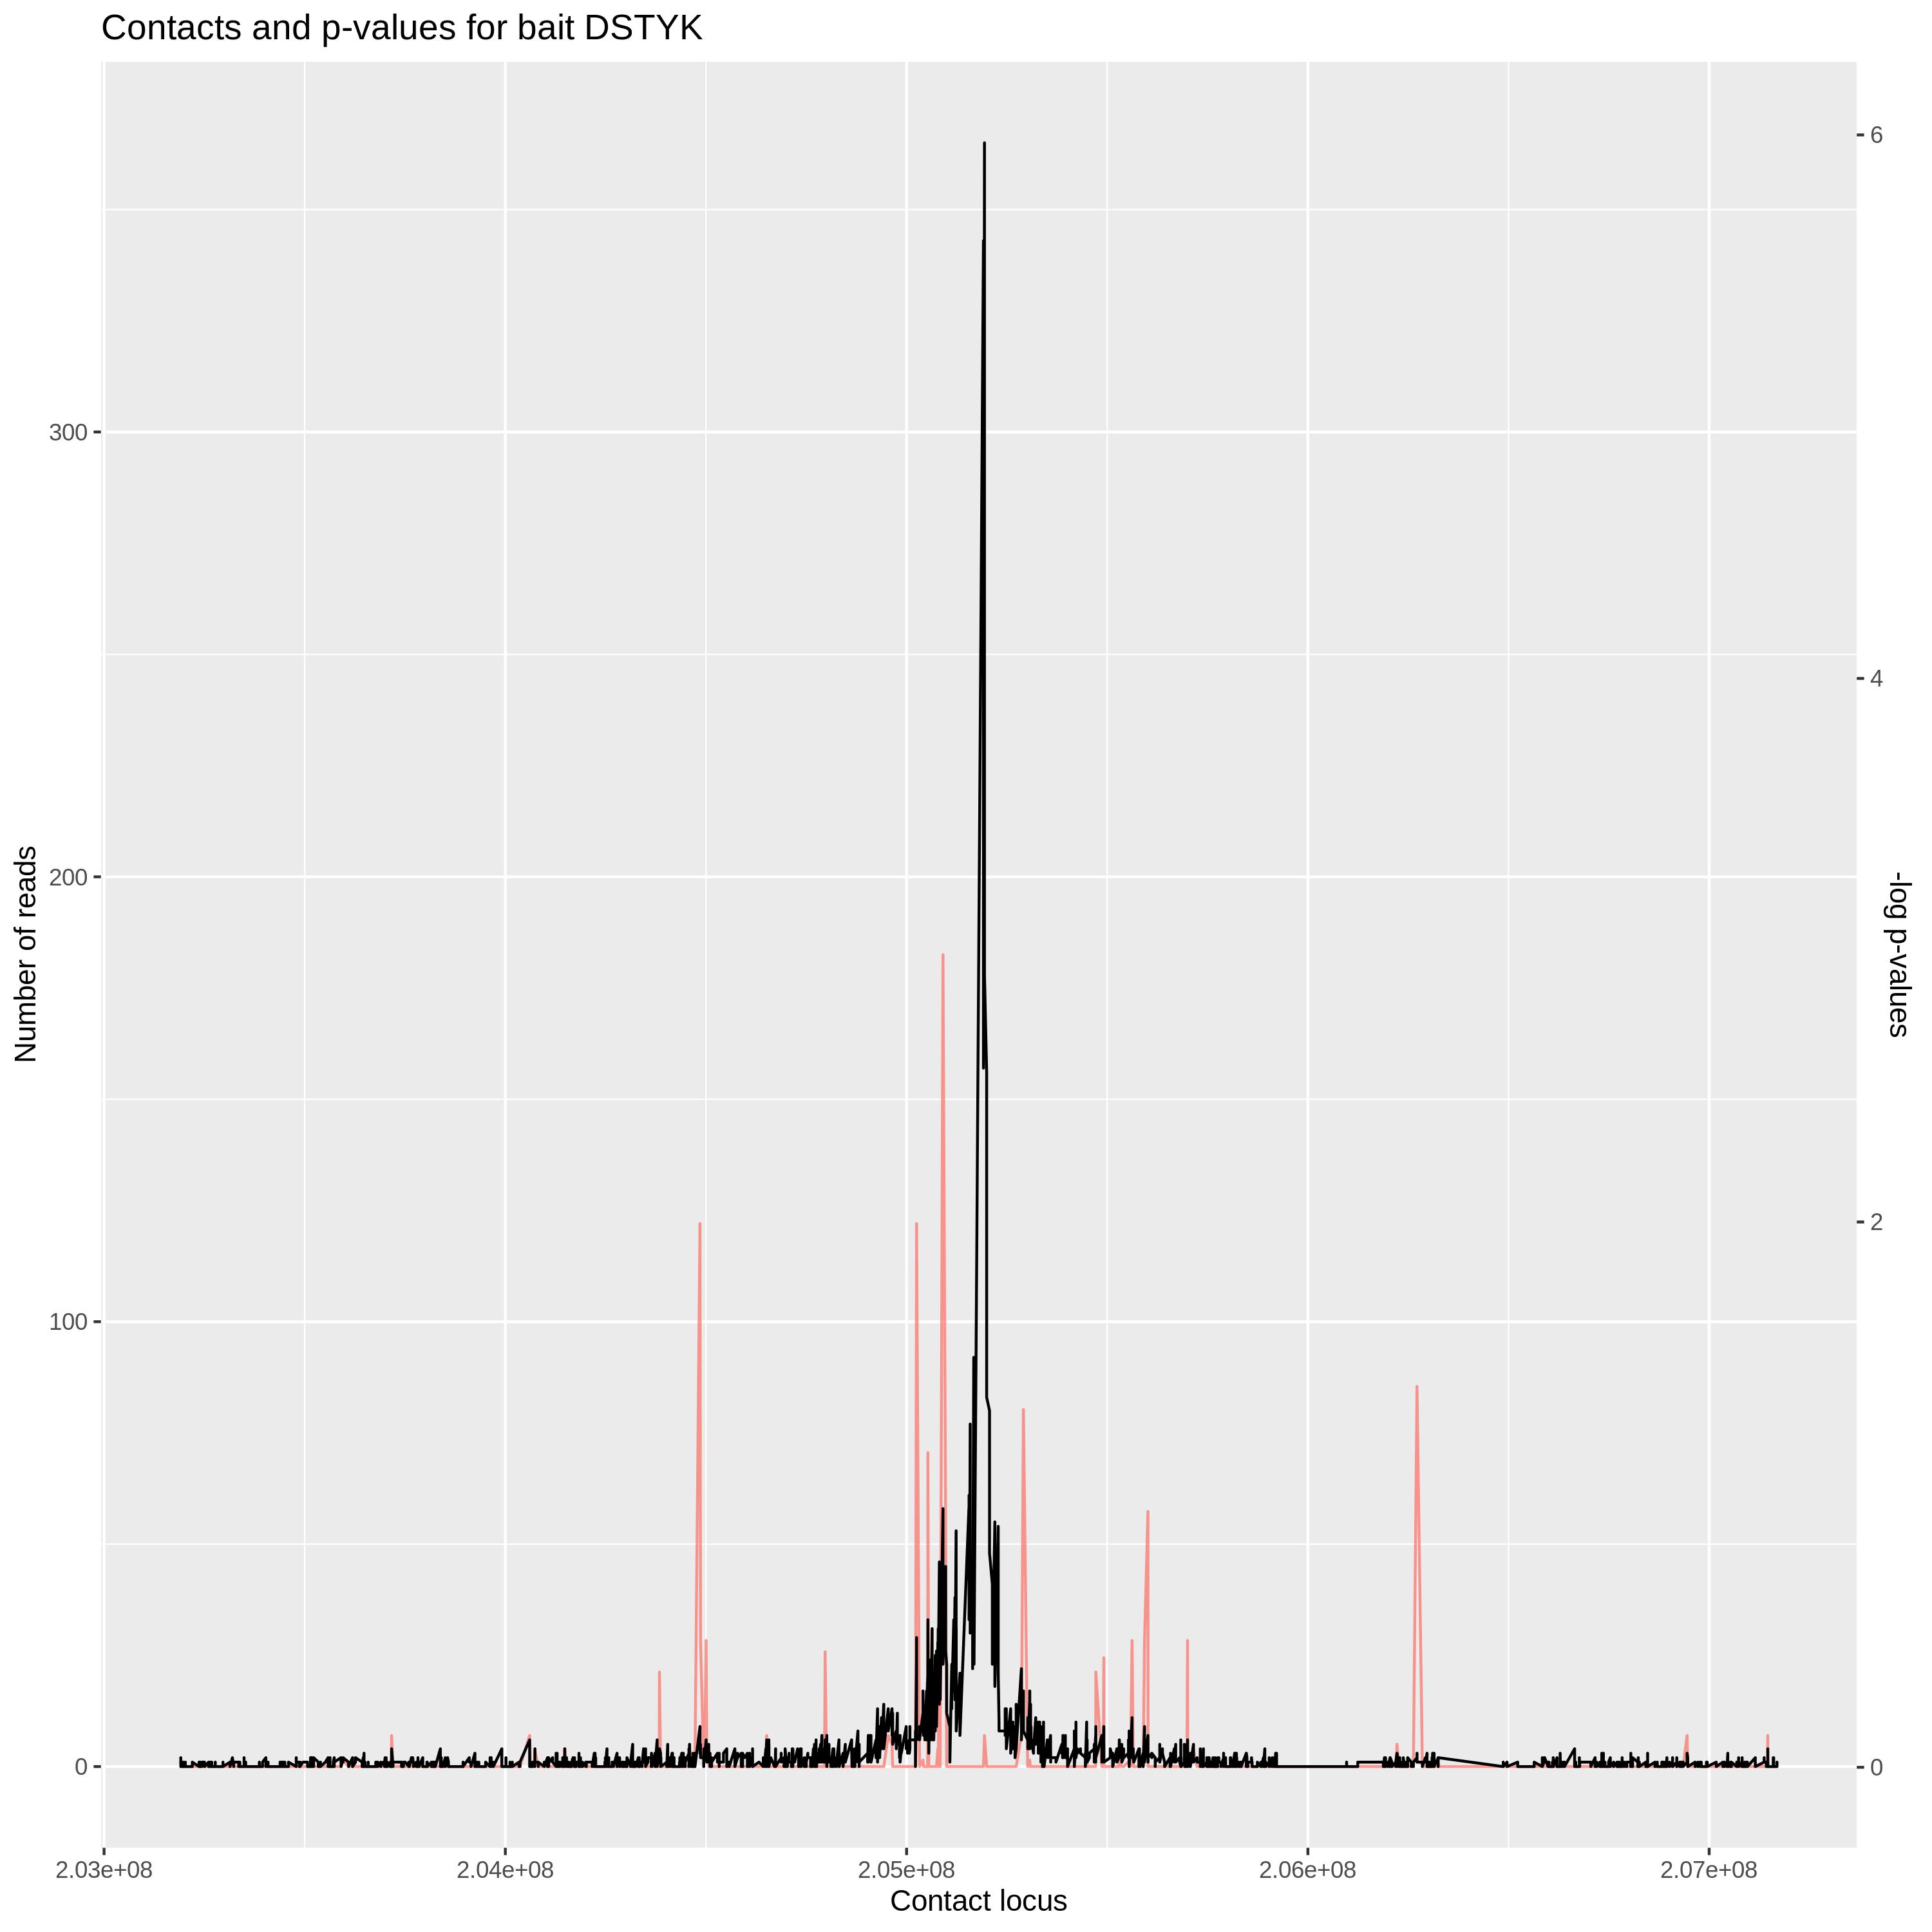 Contacts and p-values for bait DSTYK
6
300
4
200
Number of reads
-log p-values
2
100
0
0
2.03e+08
2.04e+08
2.05e+08
2.06e+08
2.07e+08
Contact locus